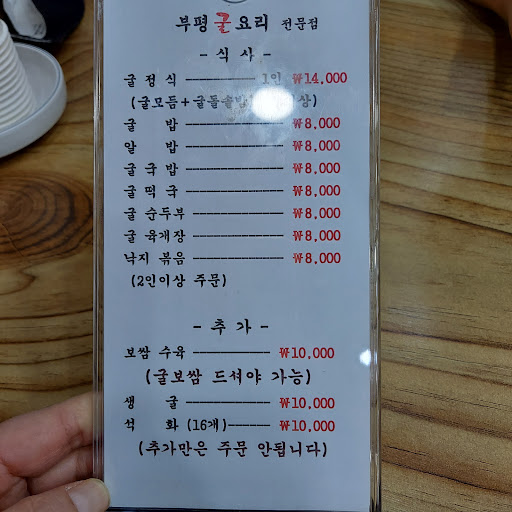 부평 굴요리 전문점
- 식 사 -
굴 정 식 1인 ₩14,000
(굴모듬+굴돌솥밥 상)
굴 밥 ₩8,000
알 밥 ₩8,000
굴 국 밥 ₩8,000
굴 떡 국 ₩8,000
굴 순두부 ₩8,000
굴 육개장 ₩8,000
낙지 볶음 ₩8,000
(2인이상 주문)
- 추 가 -
보쌈 수육 ₩10,000
(굴보쌈 드셔야 가능)
생 굴 ₩10,000
석 화 (16개) ₩10,000
(추가만은 주문 안됩니다)